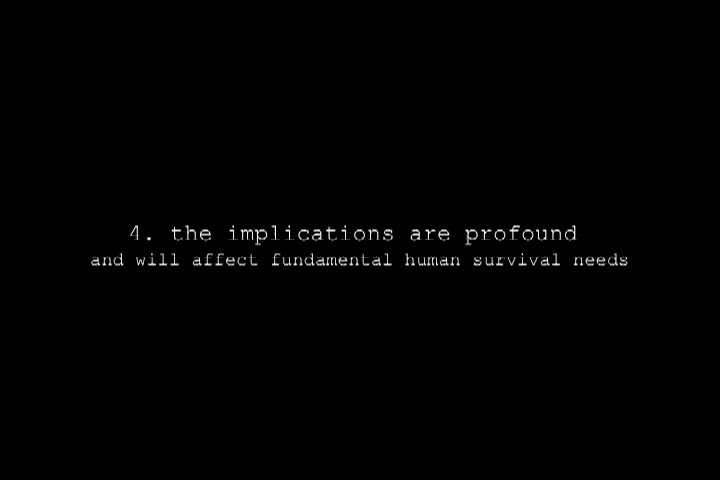 4. the implications are profound
and will affect fundamental human survival needs